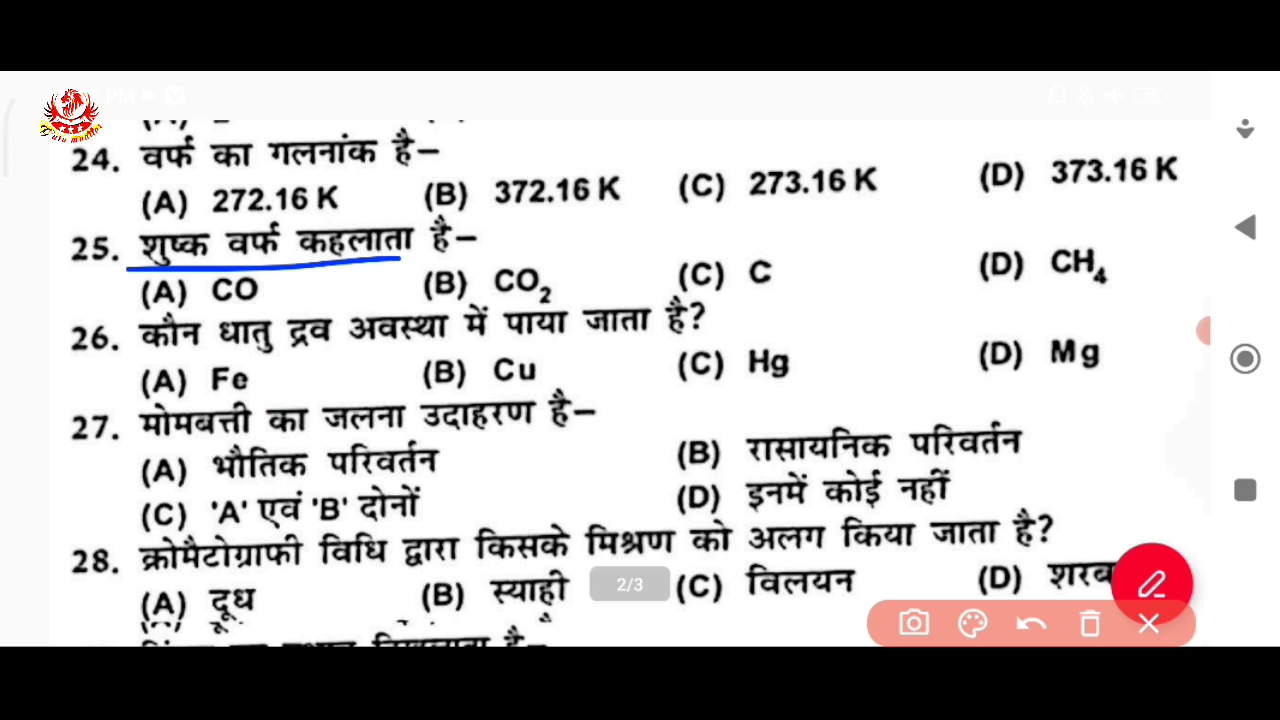 24. वर्फ का गलनांक है–
(A) 272.16 K (B) 372.16 K (C) 273.16 K (D) 373.16 K
25. शुष्क वर्फ कहलाता है–
(A) CO (B) CO₂ (C) C (D) CH₄
26. कौन धातु द्रव अवस्था में पाया जाता है?
(A) Fe (B) Cu (C) Hg (D) Mg
27. मोमबत्ती का जलना उदाहरण है–
(A) भौतिक परिवर्तन (B) रासायनिक परिवर्तन
(C) 'A' एवं 'B' दोनों (D) इनमें कोई नहीं
28. क्रोमैटोग्राफी विधि द्वारा किसके मिश्रण को अलग किया जाता है?
(A) दूध (B) स्याही (C) विलयन (D) शरब
2/3